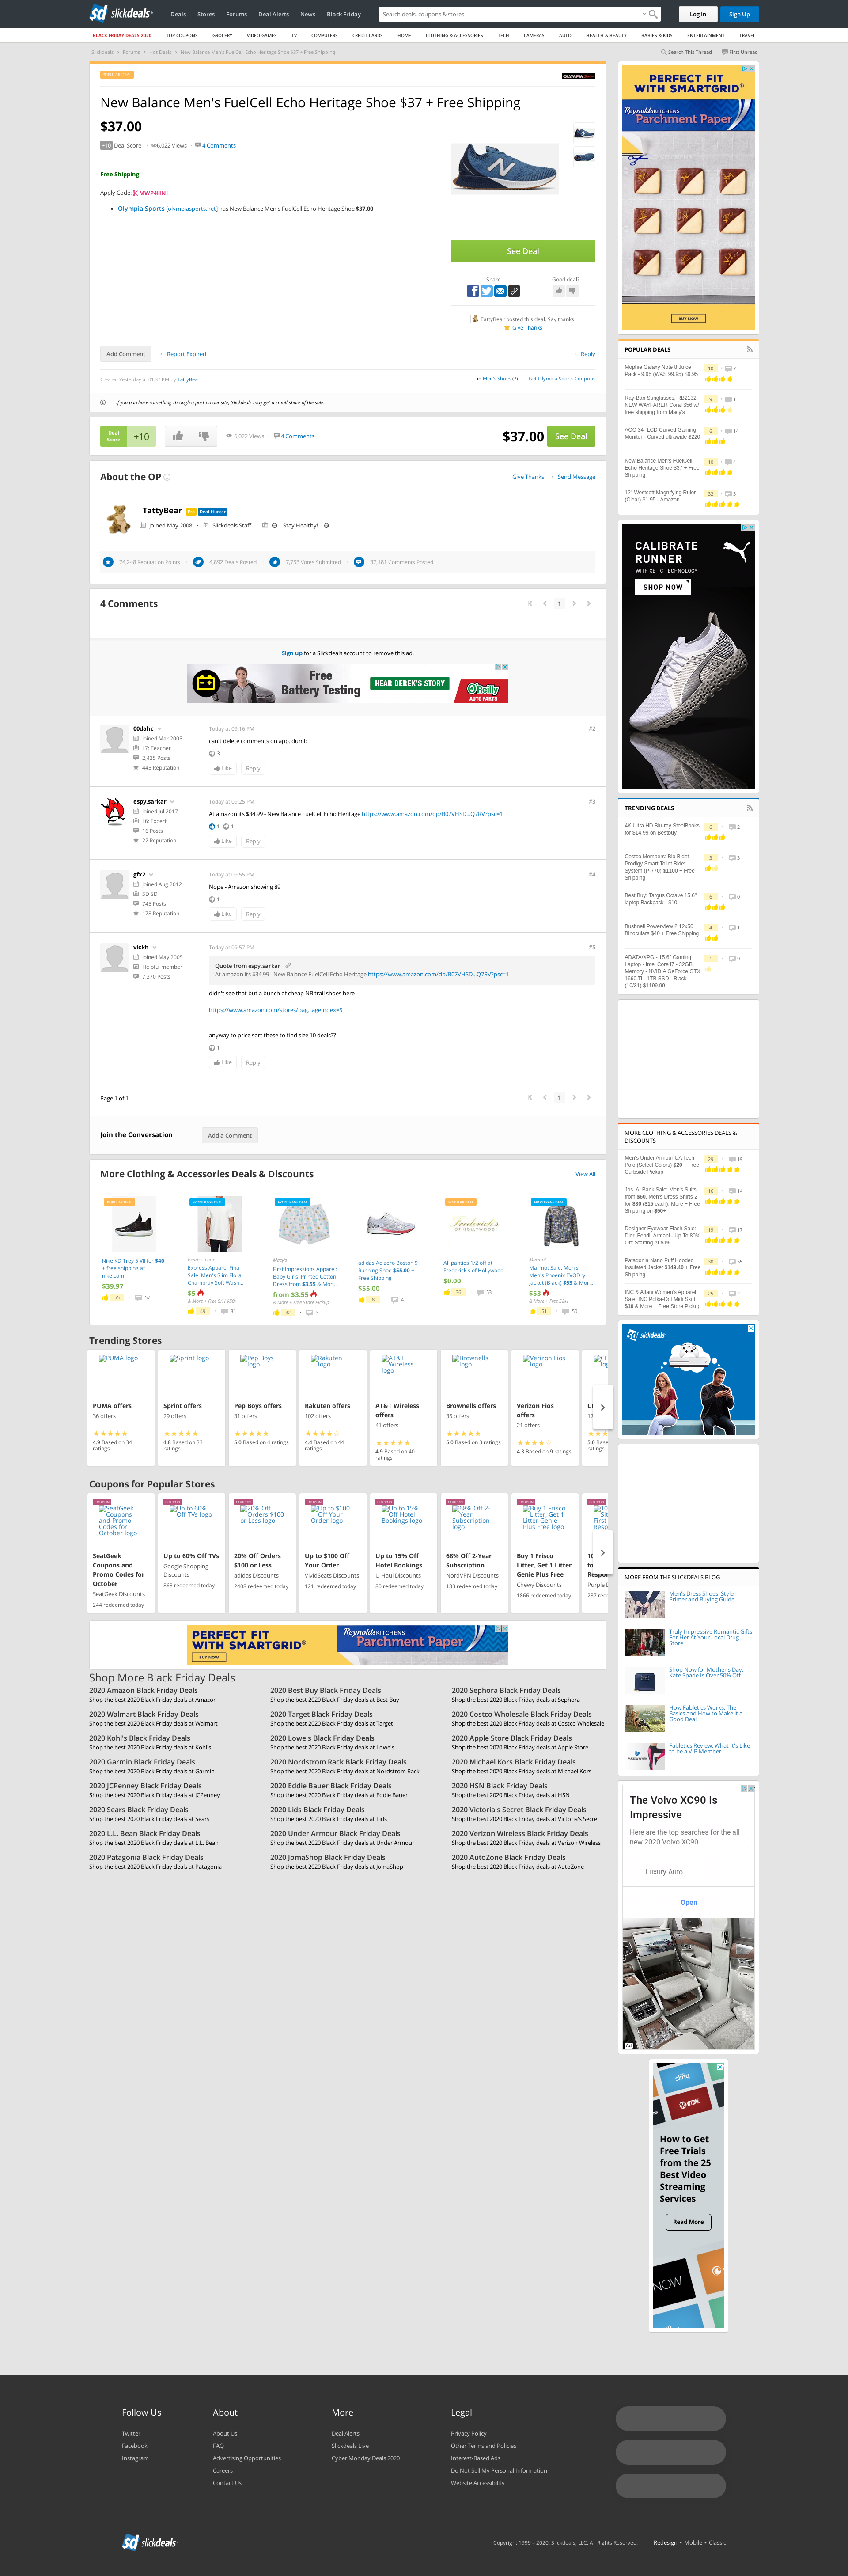 sd slickdeals
Deals Stores Forums Deal Alerts News Black Friday
Search deals, coupons & stores
Log In Sign Up
BLACK FRIDAY DEALS 2020 TOP COUPONS GROCERY VIDEO GAMES TV COMPUTERS CREDIT CARDS HOME CLOTHING & ACCESSORIES TECH CAMERAS AUTO HEALTH & BEAUTY BABIES & KIDS ENTERTAINMENT TRAVEL
Slickdeals › Forums › Hot Deals › New Balance Men's FuelCell Echo Heritage Shoe $37 + Free Shipping
Search This Thread First Unread
POPULAR DEAL
OLYMPIA
New Balance Men's FuelCell Echo Heritage Shoe $37 + Free Shipping
$37.00
+10 Deal Score 6,022 Views 4 Comments
Free Shipping
Apply Code: MWP4HNI
• Olympia Sports [olympiasports.net] has New Balance Men's FuelCell Echo Heritage Shoe $37.00
See Deal
Share Good deal?
TattyBear posted this deal. Say thanks!
Give Thanks
Add Comment Report Expired Reply
Created Yesterday at 01:37 PM by TattyBear
in Men's Shoes (7) Get Olympia Sports Coupons
If you purchase something through a post on our site, Slickdeals may get a small share of the sale.
Deal Score +10 6,022 Views 4 Comments $37.00 See Deal
About the OP
Give Thanks Send Message
TattyBear Pro Deal Hunter
Joined May 2008 Slickdeals Staff __Stay Healthy!__
74,248 Reputation Points 4,892 Deals Posted 7,753 Votes Submitted 37,181 Comments Posted
4 Comments
1
Sign up for a Slickdeals account to remove this ad.
Free Battery Testing
HEAR DEREK'S STORY
O'Reilly AUTO PARTS
00dahc
Joined Mar 2005
L7: Teacher
2,435 Posts
445 Reputation
Today at 09:16 PM #2
can't delete comments on app. dumb
3
Like Reply
espy.sarkar
Joined Jul 2017
L6: Expert
16 Posts
22 Reputation
Today at 09:25 PM #3
At amazon its $34,99 - New Balance FuelCell Echo Heritage https://www.amazon.com/dp/B07VHSD...Q7RV?psc=1
1 1
Like Reply
gfx2
Joined Aug 2012
SD SD
745 Posts
178 Reputation
Today at 09:55 PM #4
Nope - Amazon showing 89
1
Like Reply
vickh
Joined May 2005
Helpful member
7,370 Posts
Today at 09:57 PM #5
Quote from espy.sarkar
At amazon its $34,99 - New Balance FuelCell Echo Heritage https://www.amazon.com/dp/B07VHSD...Q7RV?psc=1
didn't see that but a bunch of cheap NB trail shoes here
https://www.amazon.com/stores/pag...ageIndex=5
anyway to price sort these to find size 10 deals??
1
Like Reply
Page 1 of 1
1
Join the Conversation Add a Comment
More Clothing & Accessories Deals & Discounts
View All
POPULAR DEAL
Nike KD Trey 5 VII for $40 + free shipping at nike.com
$39.97
55 57
FRONTPAGE DEAL
Express.com
Express Apparel Final Sale: Men's Slim Floral Chambray Soft Wash...
$5
& More + Free S/H $50+
49 31
FRONTPAGE DEAL
Macy's
First Impressions Apparel: Baby Girls' Printed Cotton Dress from $3.55 & Mor...
from $3.55
& More + Free Store Pickup
32 3
adidas Adizero Boston 9 Running Shoe $55.00 + Free Shipping
$55.00
8 4
POPULAR DEAL
Frederick's OF HOLLYWOOD
All panties 1/2 off at Frederick's of Hollywood
$0.00
36 53
FRONTPAGE DEAL
Marmot
Marmot Sale: Men's Men's Phoenix EVODry Jacket (Black) $53 & Mor...
$53
& More + Free S&H
51 50
Trending Stores
PUMA logo
PUMA offers
36 offers
4.9 Based on 34 ratings
Sprint logo
Sprint offers
29 offers
4.8 Based on 33 ratings
Pep Boys logo
Pep Boys offers
31 offers
5.0 Based on 4 ratings
Rakuten logo
Rakuten offers
102 offers
4.4 Based on 44 ratings
AT&T Wireless logo
AT&T Wireless offers
41 offers
4.9 Based on 40 ratings
Brownells logo
Brownells offers
35 offers
5.0 Based on 3 ratings
Verizon Fios logo
Verizon Fios offers
21 offers
4.3 Based on 9 ratings
Coupons for Popular Stores
COUPON
SeatGeek Coupons and Promo Codes for October logo
SeatGeek Coupons and Promo Codes for October
SeatGeek Discounts
244 redeemed today
COUPON
Up to 60% Off TVs logo
Up to 60% Off TVs
Google Shopping Discounts
863 redeemed today
COUPON
20% Off Orders $100 or Less logo
20% Off Orders $100 or Less
adidas Discounts
2408 redeemed today
COUPON
Up to $100 Off Your Order logo
Up to $100 Off Your Order
VividSeats Discounts
121 redeemed today
COUPON
Up to 15% Off Hotel Bookings logo
Up to 15% Off Hotel Bookings
U-Haul Discounts
80 redeemed today
COUPON
68% Off 2-Year Subscription logo
68% Off 2-Year Subscription
NordVPN Discounts
183 redeemed today
COUPON
Buy 1 Frisco Litter, Get 1 Litter Genie Plus Free logo
Buy 1 Frisco Litter, Get 1 Litter Genie Plus Free
Chewy Discounts
1866 redeemed today
COUPON
PERFECT FIT WITH SMARTGRID
BUY NOW
REYNOLDS KITCHENS Parchment Paper
Shop More Black Friday Deals
2020 Amazon Black Friday Deals
Shop the best 2020 Black Friday deals at Amazon
2020 Best Buy Black Friday Deals
Shop the best 2020 Black Friday deals at Best Buy
2020 Sephora Black Friday Deals
Shop the best 2020 Black Friday deals at Sephora
2020 Walmart Black Friday Deals
Shop the best 2020 Black Friday deals at Walmart
2020 Target Black Friday Deals
Shop the best 2020 Black Friday deals at Target
2020 Costco Wholesale Black Friday Deals
Shop the best 2020 Black Friday deals at Costco Wholesale
2020 Kohl's Black Friday Deals
Shop the best 2020 Black Friday deals at Kohl's
2020 Lowe's Black Friday Deals
Shop the best 2020 Black Friday deals at Lowe's
2020 Apple Store Black Friday Deals
Shop the best 2020 Black Friday deals at Apple Store
2020 Garmin Black Friday Deals
Shop the best 2020 Black Friday deals at Garmin
2020 Nordstrom Rack Black Friday Deals
Shop the best 2020 Black Friday deals at Nordstrom Rack
2020 Michael Kors Black Friday Deals
Shop the best 2020 Black Friday deals at Michael Kors
2020 JCPenney Black Friday Deals
Shop the best 2020 Black Friday deals at JCPenney
2020 Eddie Bauer Black Friday Deals
Shop the best 2020 Black Friday deals at Eddie Bauer
2020 HSN Black Friday Deals
Shop the best 2020 Black Friday deals at HSN
2020 Sears Black Friday Deals
Shop the best 2020 Black Friday deals at Sears
2020 Lids Black Friday Deals
Shop the best 2020 Black Friday deals at Lids
2020 Victoria's Secret Black Friday Deals
Shop the best 2020 Black Friday deals at Victoria's Secret
2020 L.L. Bean Black Friday Deals
Shop the best 2020 Black Friday deals at L.L. Bean
2020 Under Armour Black Friday Deals
Shop the best 2020 Black Friday deals at Under Armour
2020 Verizon Wireless Black Friday Deals
Shop the best 2020 Black Friday deals at Verizon Wireless
2020 Patagonia Black Friday Deals
Shop the best 2020 Black Friday deals at Patagonia
2020 JomaShop Black Friday Deals
Shop the best 2020 Black Friday deals at JomaShop
2020 AutoZone Black Friday Deals
Shop the best 2020 Black Friday deals at AutoZone
PERFECT FIT
WITH SMARTGRID
REYNOLDS KITCHENS
Parchment Paper
BUY NOW
POPULAR DEALS
Mophie Galaxy Note 8 Juice Pack - 9.95 (WAS 99.95) $9.95 10 7
Ray-Ban Sunglasses, RB2132 NEW WAYFARER Coral $56 w/ free shipping from Macy's 9 1
AOC 34" LCD Curved Gaming Monitor - Curved ultrawide $220 6 14
New Balance Men's FuelCell Echo Heritage Shoe $37 + Free Shipping 10 4
12" Westcott Magnifying Ruler (Clear) $1.95 - Amazon 32 5
CALIBRATE
RUNNER
WITH XETIC TECHNOLOGY
SHOP NOW
TRENDING DEALS
4K Ultra HD Blu-ray SteelBooks for $14.99 on Bestbuy 6 2
Costco Members: Bio Bidet Prodigy Smart Toilet Bidet System (P-770) $1100 + Free Shipping 3 3
Best Buy: Targus Octave 15.6" laptop Backpack - $10 6 0
Bushnell PowerView 2 12x50 Binoculars $40 + Free Shipping 4 1
ADATA/XPG - 15.6" Gaming Laptop - Intel Core i7 - 32GB Memory - NVIDIA GeForce GTX 1660 Ti - 1TB SSD - Black (10/31) $1199.99 1 9
MORE CLOTHING & ACCESSORIES DEALS & DISCOUNTS
Men's Under Armour UA Tech Polo (Select Colors) $20 + Free Curbside Pickup 29 19
Jos. A. Bank Sale: Men's Suits from $69, Men's Dress Shirts 2 for $30 ($15 each), More + Free Shipping on $50+ 16 14
Designer Eyewear Flash Sale: Dior, Fendi, Armani - Up To 80% Off: Starting At $19 19 17
Patagonia Nano Puff Hooded Insulated Jacket $149.40 + Free Shipping 30 55
INC & Alfani Women's Apparel Sale: INC Polka-Dot Midi Skirt $10 & More + Free Store Pickup 25 2
sd slickdeals
MORE FROM THE SLICKDEALS BLOG
Men's Dress Shoes: Style Primer and Buying Guide
Truly Impressive Romantic Gifts For Her At Your Local Drug Store
Shop Now for Mother's Day: Kate Spade Is Over 50% Off
How Fabletics Works: The Basics and How to Make it a Good Deal
Fabletics Review: What It's Like to be a VIP Member
The Volvo XC90 Is Impressive
Here are the top searches for the all new 2020 Volvo XC90.
Luxury Auto
Open
Ad
sling
SHOWTIME
How to Get Free Trials from the 25 Best Video Streaming Services
Read More
NOW
Follow Us
Twitter
Facebook
Instagram
About
About Us
FAQ
Advertising Opportunities
Careers
Contact Us
More
Deal Alerts
Slickdeals Live
Cyber Monday Deals 2020
Legal
Privacy Policy
Other Terms and Policies
Interest-Based Ads
Do Not Sell My Personal Information
Website Accessibility
sd slickdeals
Copyright 1999 - 2020. Slickdeals, LLC. All Rights Reserved. Redesign • Mobile • Classic